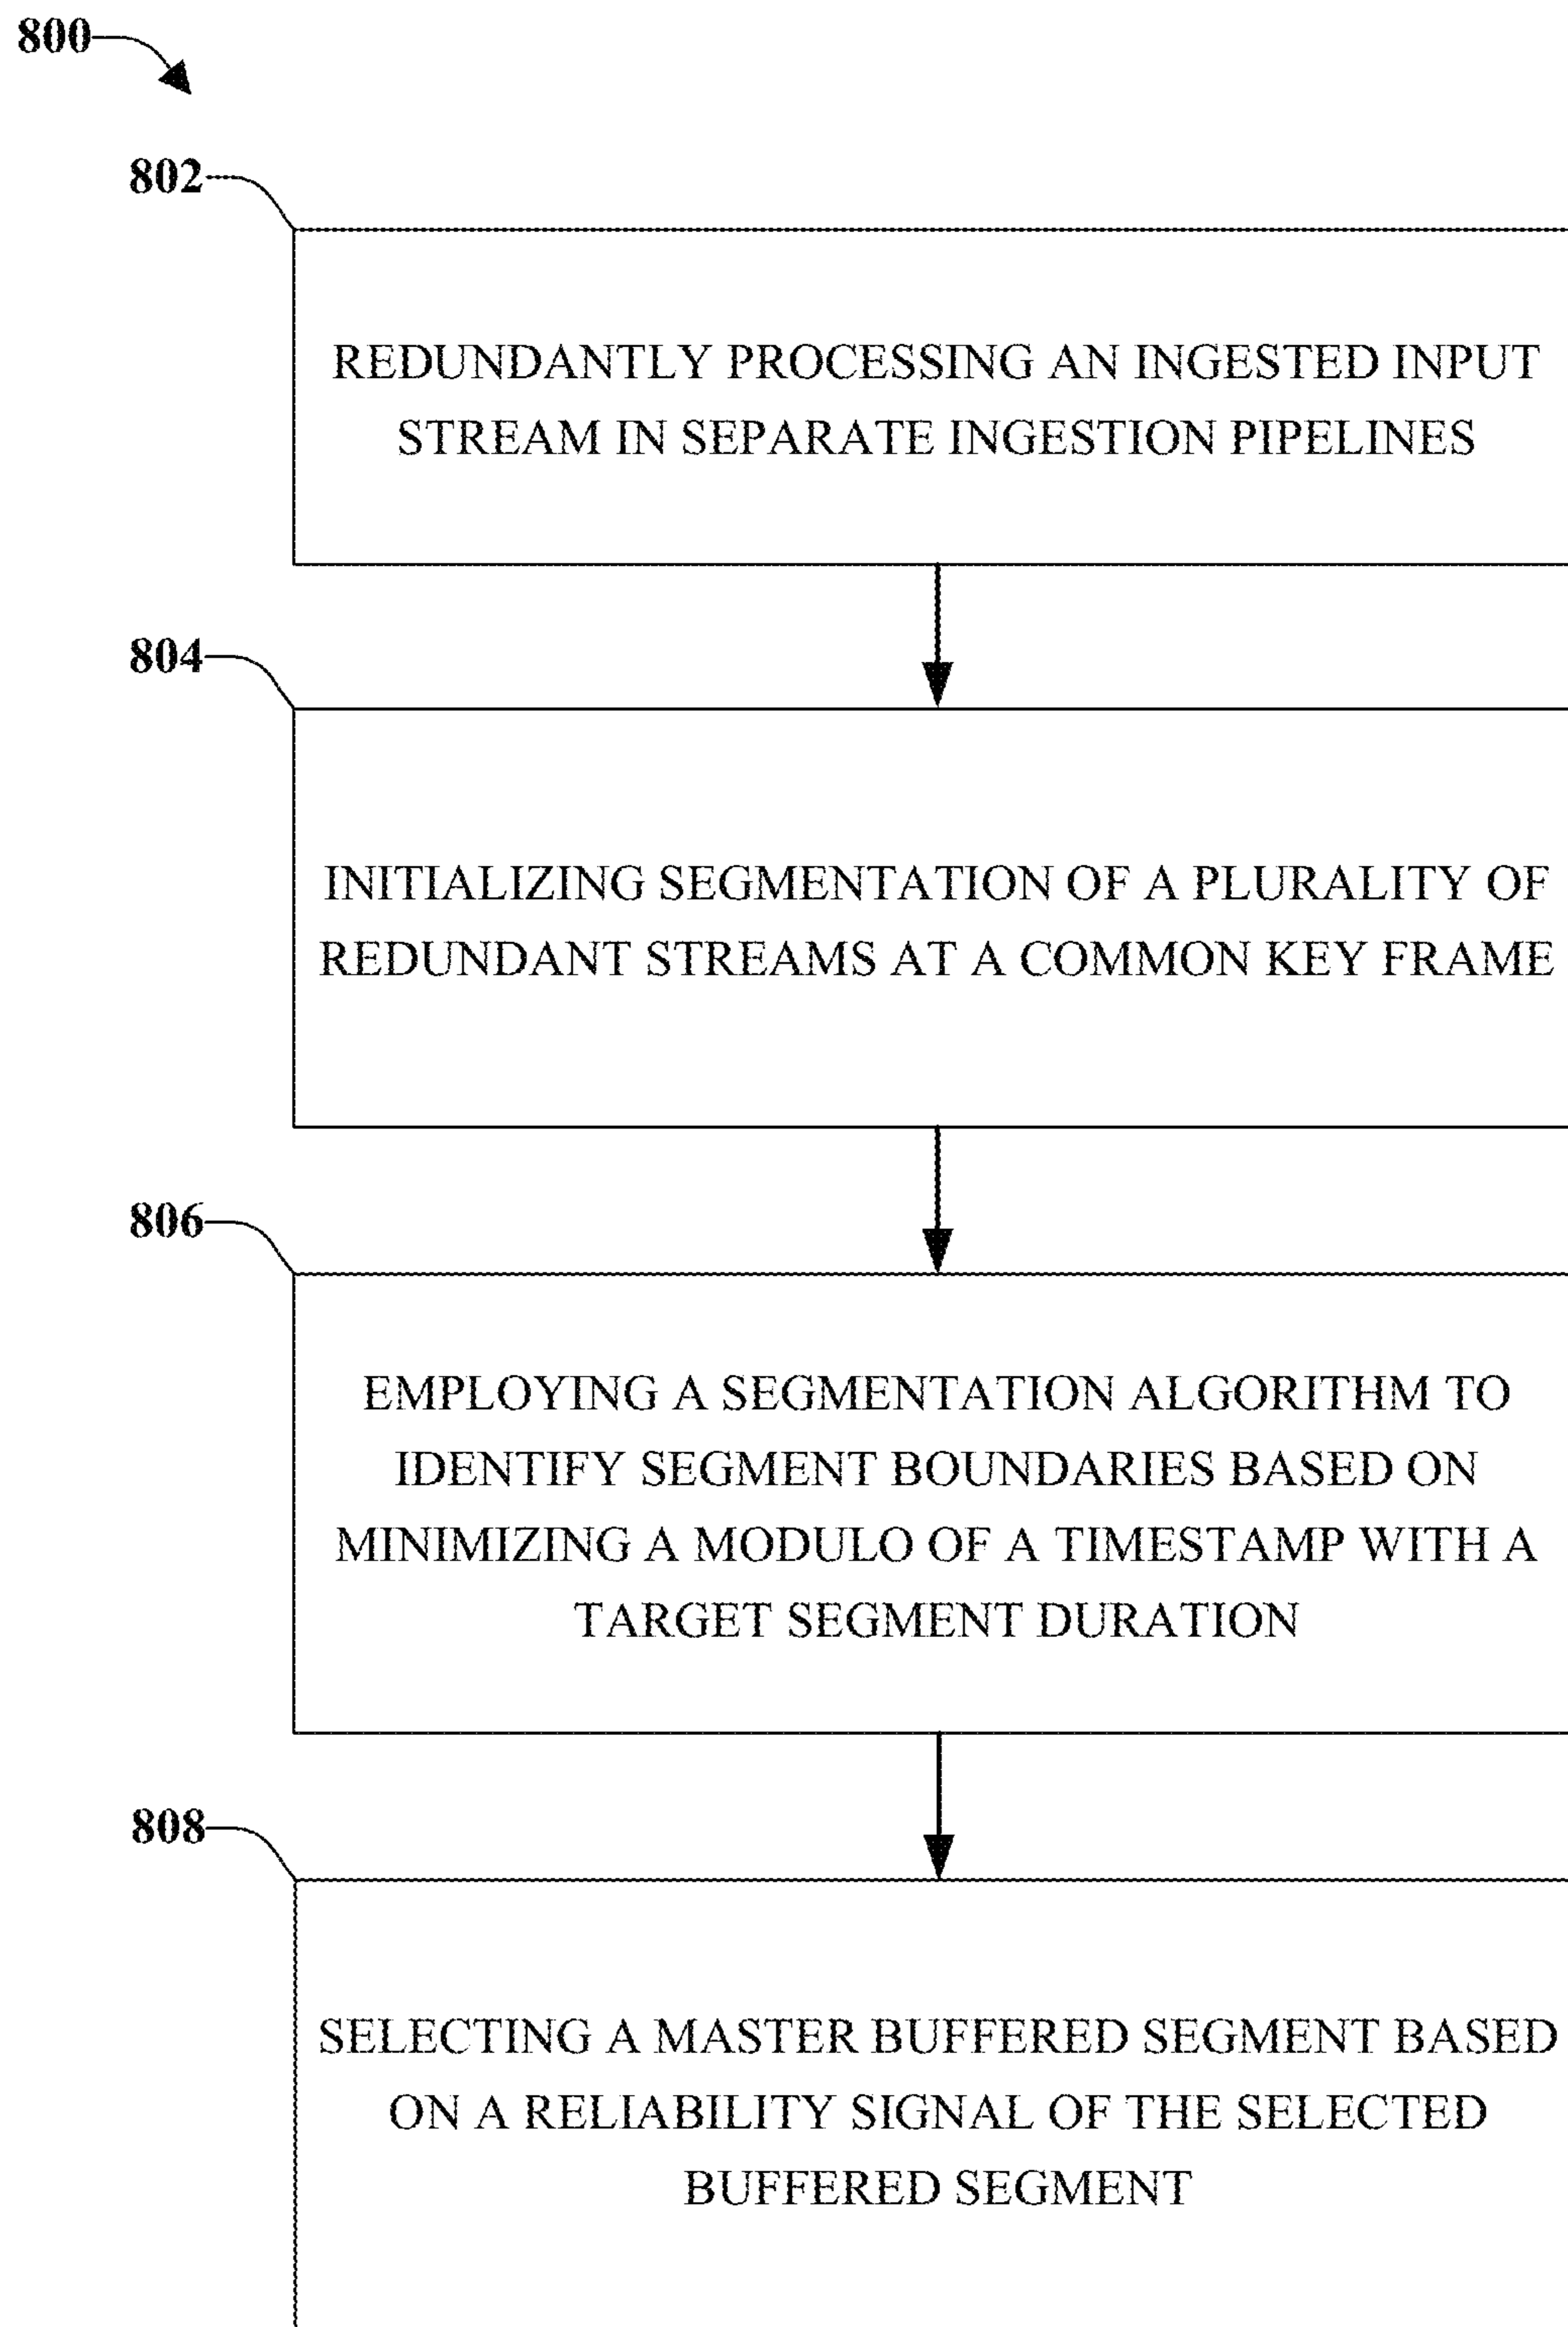 800
802
REDUNDANTLY PROCESSING AN INGESTED INPUT
STREAM IN SEPARATE INGESTION PIPELINES
804
INITIALIZING SEGMENTATION OF A PLURALITY OF
REDUNDANT STREAMS AT A COMMON KEY FRAME
806
EMPLOYING A SEGMENTATION ALGORITHM TO
IDENTIFY SEGMENT BOUNDARIES BASED ON
MINIMIZING A MODULO OF A TIMESTAMP WITH A
TARGET SEGMENT DURATION
808
SELECTING A MASTER BUFFERED SEGMENT BASED
ON A RELIABILITY SIGNAL OF THE SELECTED
BUFFERED SEGMENT